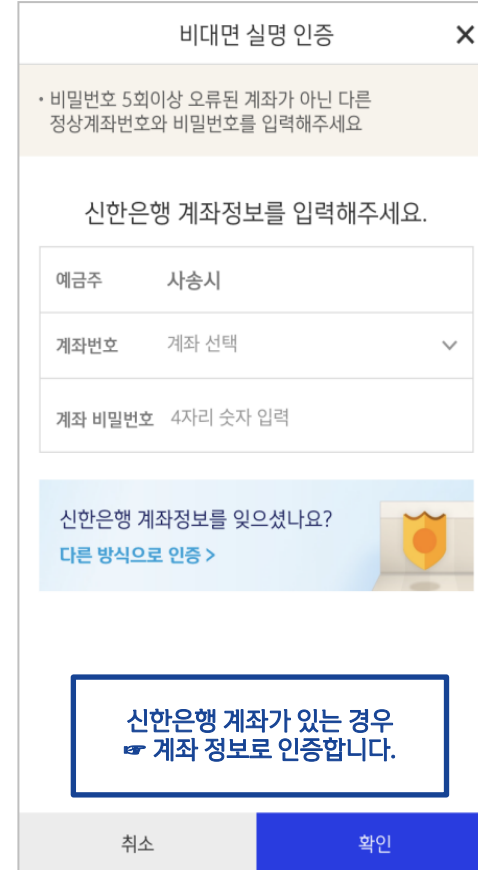 비대면 실명 인증
• 비밀번호 5회이상 오류된 계좌가 아닌 다른
정상계좌번호와 비밀번호를 입력해주세요
신한은행 계좌정보를 입력해주세요.
예금주 사송시
계좌번호 계좌 선택
계좌 비밀번호 4자리 숫자 입력
신한은행 계좌정보를 잊으셨나요?
다른 방식으로 인증 >
신한은행 계좌가 있는 경우
☞ 계좌 정보로 인증합니다.
취소 확인